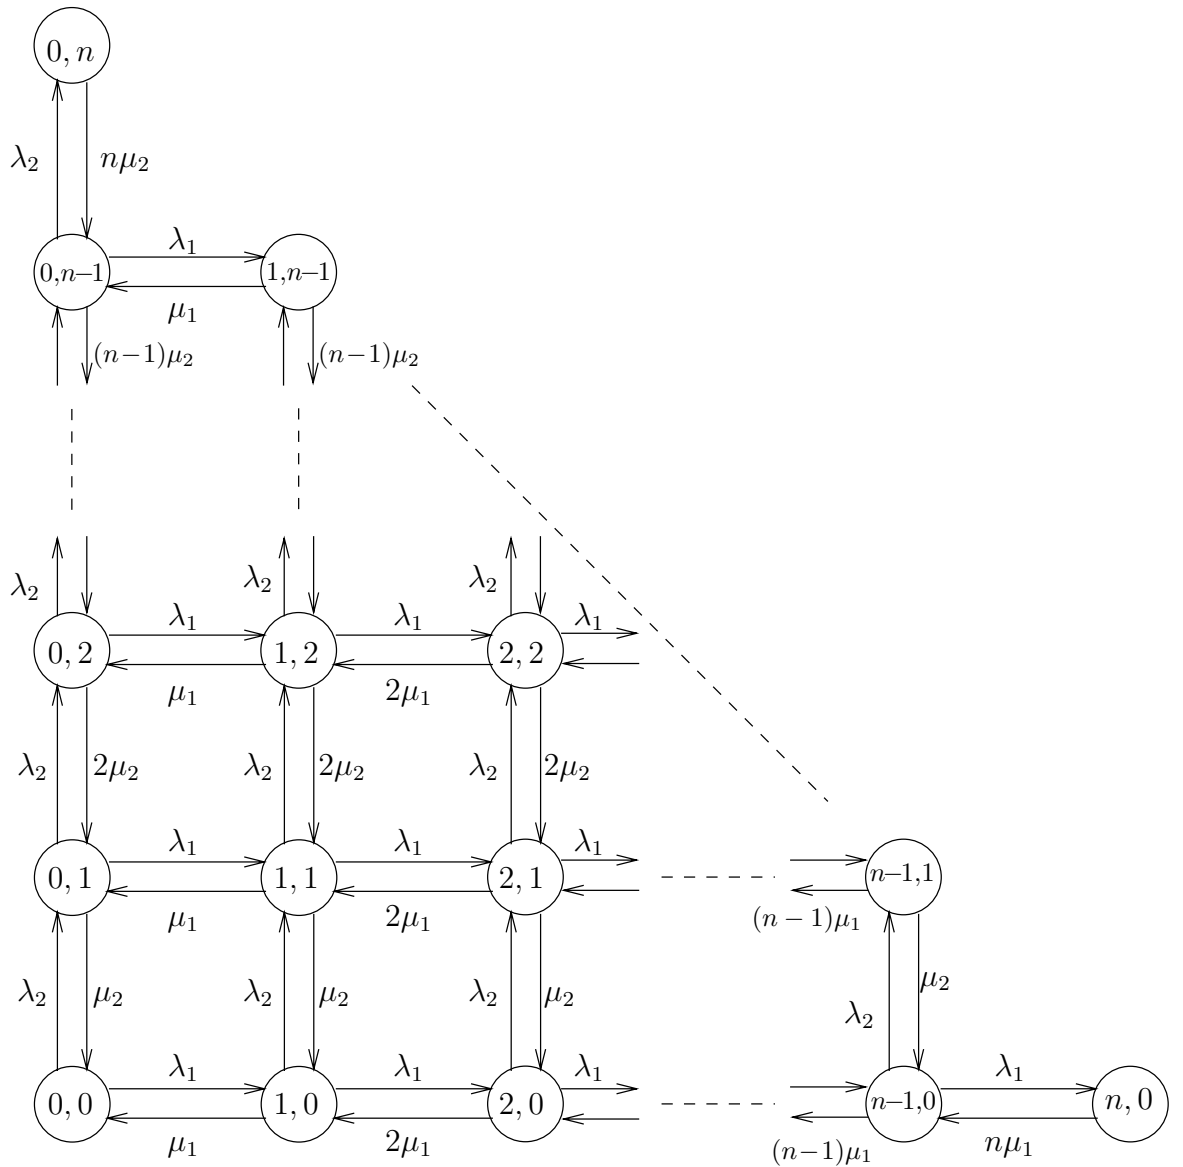 0, n
λ₂ nμ₂
λ₁
0,n−1 1,n−1
μ₁
(n−1)μ₂ (n−1)μ₂
λ₂ λ₂ λ₂
λ₁ λ₁ λ₁
0, 2 1, 2 2, 2
μ₁ 2μ₁
λ₂ 2μ₂ λ₂ 2μ₂ λ₂ 2μ₂
λ₁ λ₁ λ₁
0, 1 1, 1 2, 1 n−1,1
μ₁ 2μ₁ (n − 1)μ₁
λ₂ μ₂ λ₂ μ₂ λ₂ μ₂ λ₂ μ₂
λ₁ λ₁ λ₁ λ₁
0, 0 1, 0 2, 0 n−1,0 n, 0
μ₁ 2μ₁ (n−1)μ₁ nμ₁